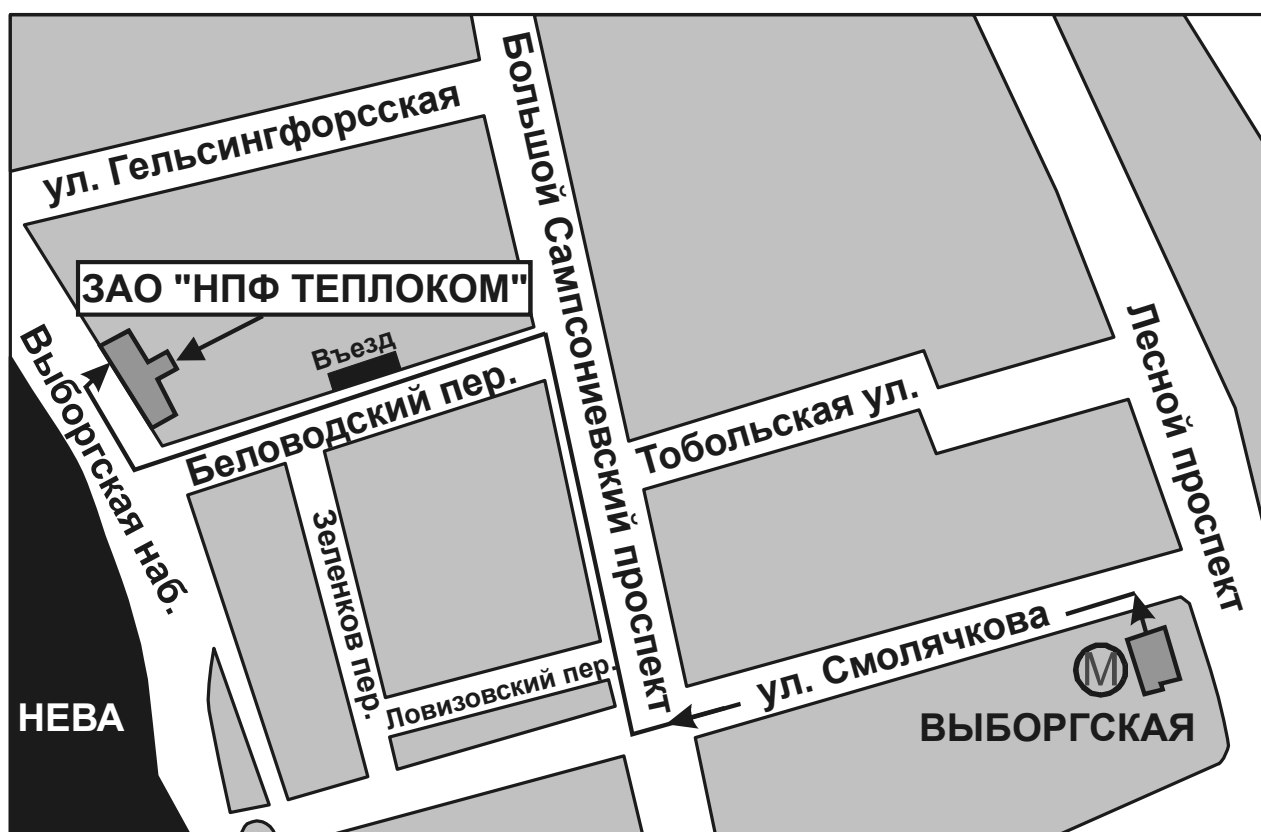 ул. Гельсингфорсская
Большой Сампсониевский проспект
ЗАО "НПФ ТЕПЛОКОМ"
Въезд
Выборгская наб.
Беловодский пер.
Тобольская ул.
Лесной проспект
Зеленков пер.
Ловизовский пер.
ул. Смолячкова
М
НЕВА
ВЫБОРГСКАЯ